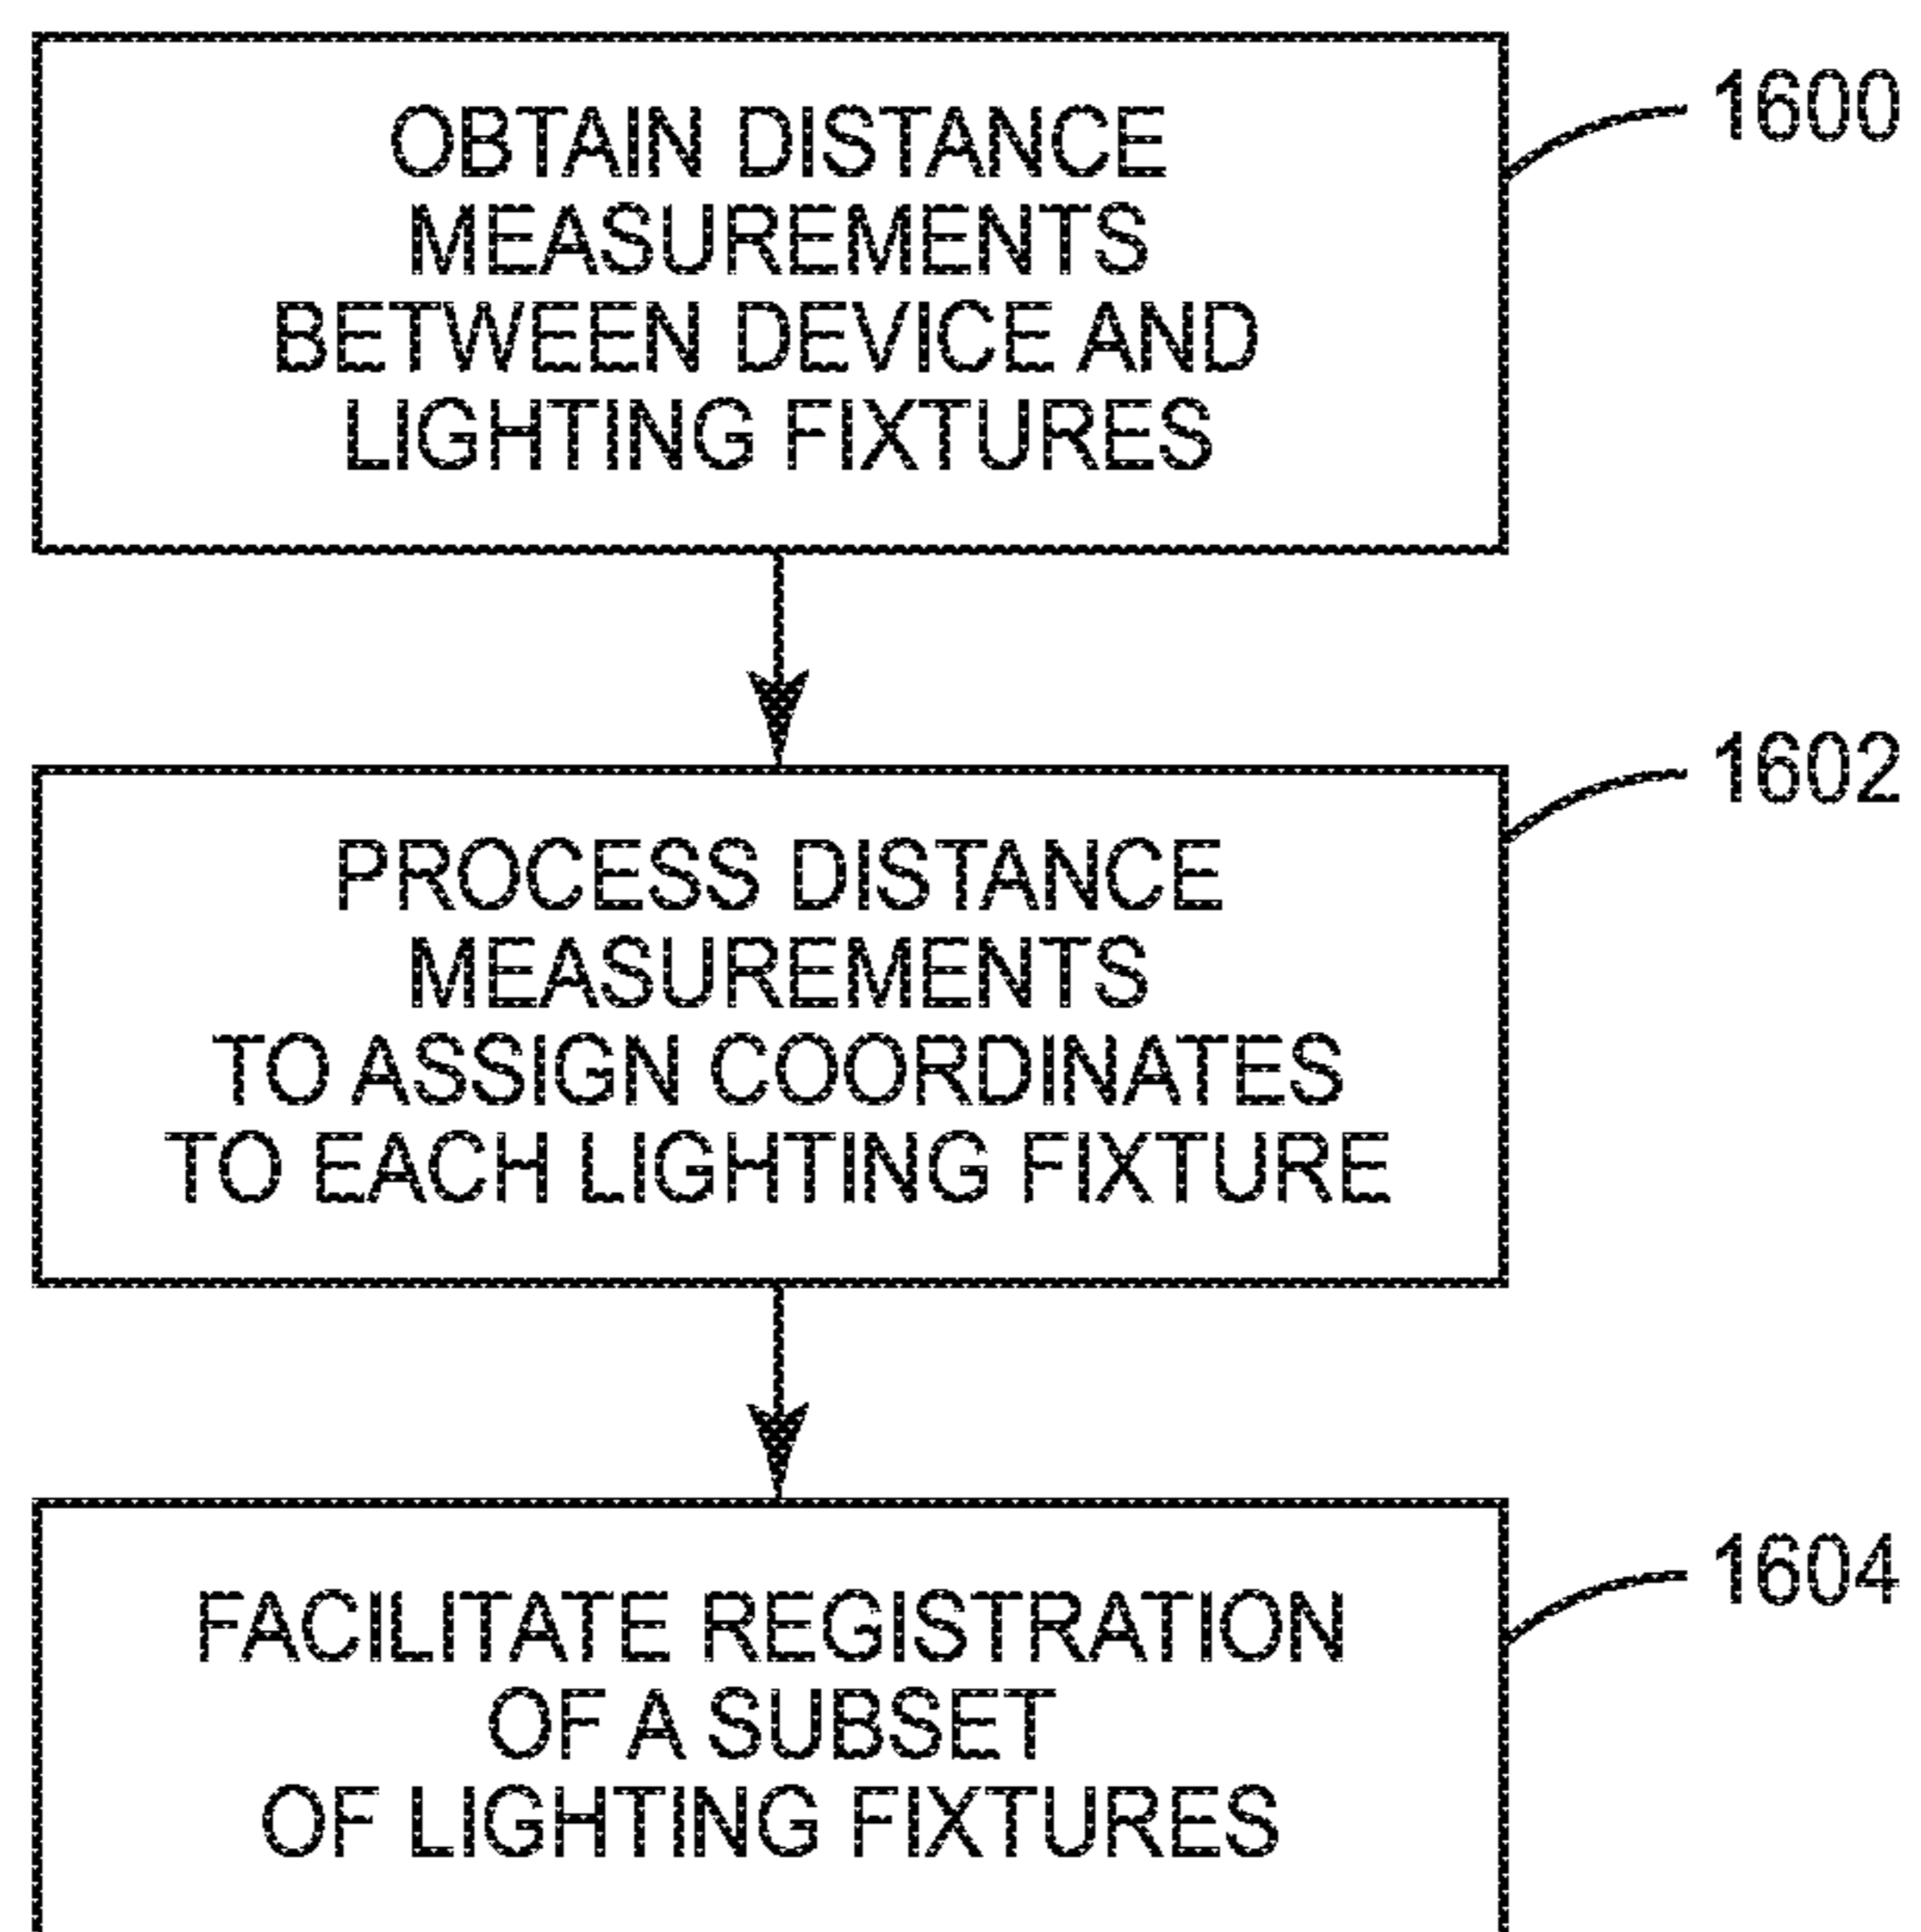 OBTAIN DISTANCE
MEASUREMENTS
BETWEEN DEVICE AND
LIGHTING FIXTURES
1600
PROCESS DISTANCE
MEASUREMENTS
TO ASSIGN COORDINATES
TO EACH LIGHTING FIXTURE
1602
FACILITATE REGISTRATION
OF A SUBSET
OF LIGHTING FIXTURES
1604